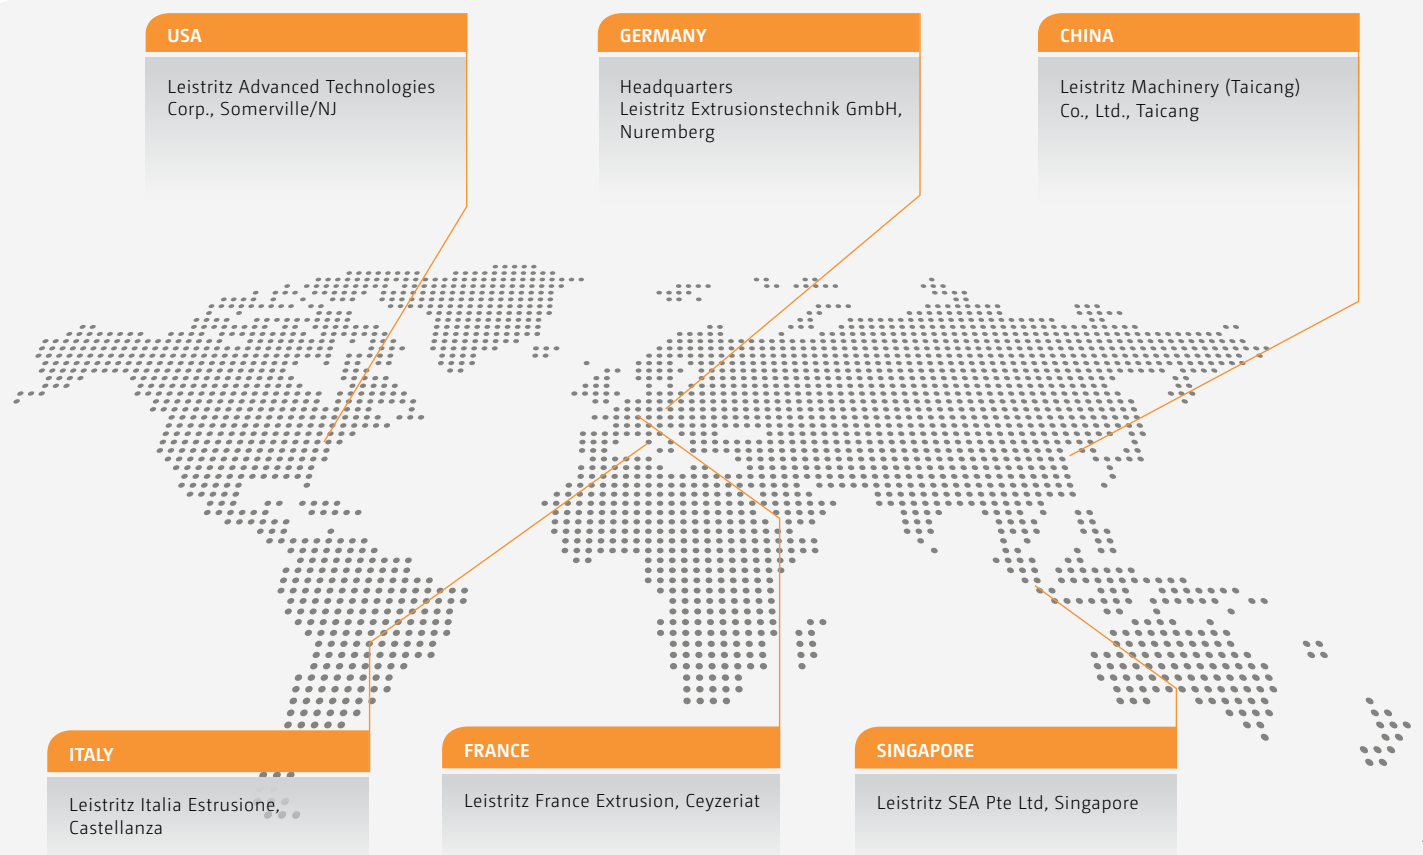 USA
Leistritz Advanced Technologies
Corp., Somerville/NJ
GERMANY
Headquarters
Leistritz Extrusionstechnik GmbH,
Nuremberg
CHINA
Leistritz Machinery (Taicang)
Co., Ltd., Taicang
ITALY
Leistritz Italia Estrusione,
Castellanza
FRANCE
Leistritz France Extrusion, Ceyzeriat
SINGAPORE
Leistritz SEA Pte Ltd, Singapore